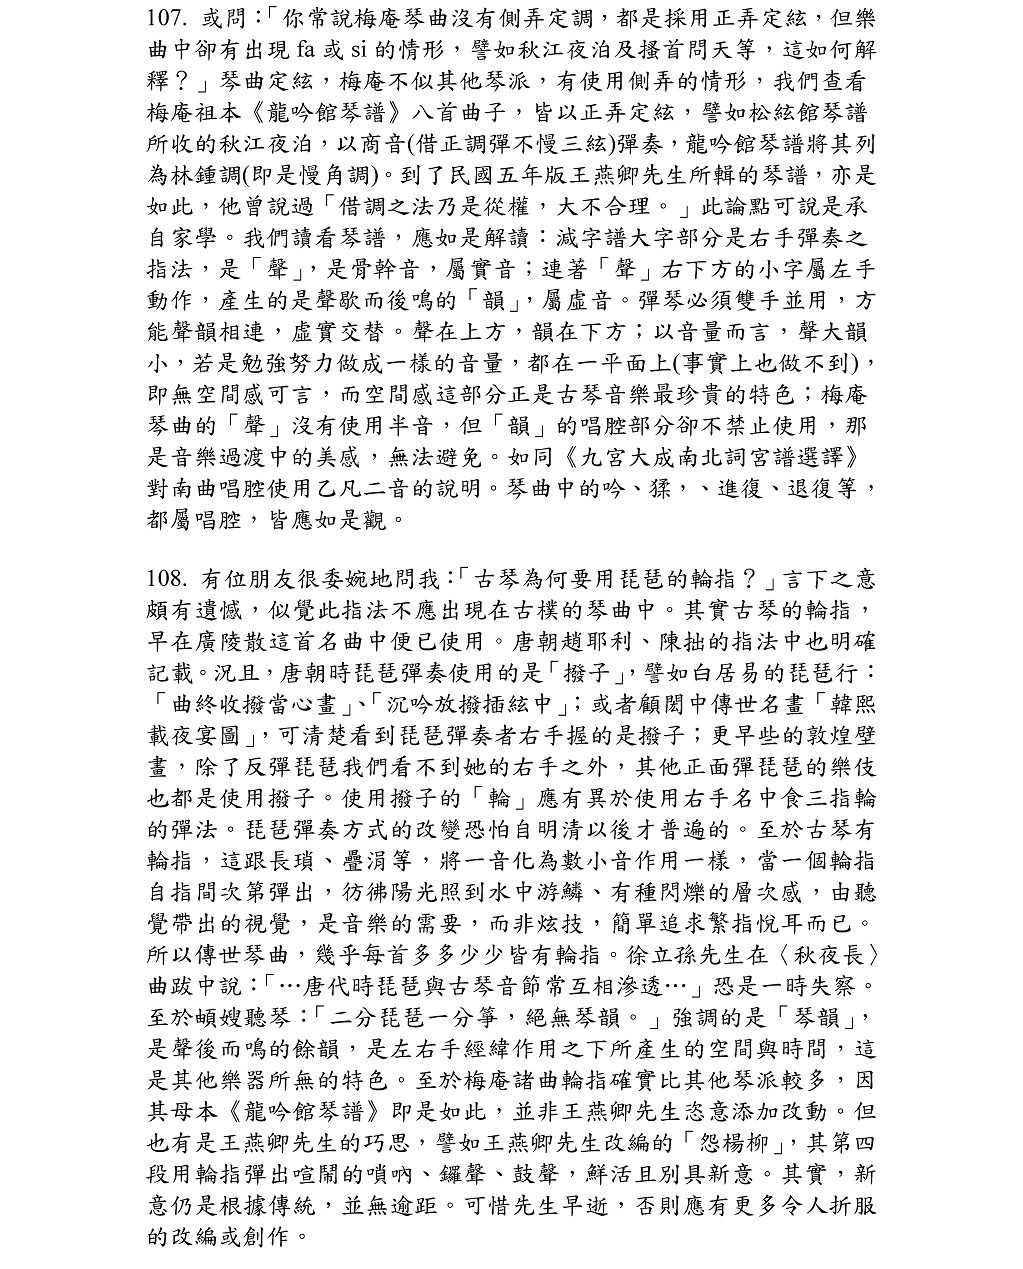 107. 或問：「你常說梅庵琴曲沒有側弄定調，都是採用正弄定絃，但樂
曲中卻有出現 fa 或 si 的情形，譬如秋江夜泊及搔首問天等，這如何解
釋？」琴曲定絃，梅庵不似其他琴派，有使用側弄的情形，我們查看
梅庵祖本《龍吟館琴譜》八首曲子，皆以正弄定絃，譬如松絃館琴譜
所收的秋江夜泊，以商音(借正調彈不慢三絃)彈奏，龍吟館琴譜將其列
為林鍾調(即是慢角調)。到了民國五年版王燕卿先生所輯的琴譜，亦是
如此，他曾說過「借調之法乃是從權，大不合理。」此論點可說是承
自家學。我們讀看琴譜，應如是解讀：減字譜大字部分是右手彈奏之
指法，是「聲」，是骨幹音，屬實音；連著「聲」右下方的小字屬左手
動作，產生的是聲歇而後鳴的「韻」，屬虛音。彈琴必須雙手並用，方
能聲韻相連，虛實交替。聲在上方，韻在下方；以音量而言，聲大韻
小，若是勉強努力做成一樣的音量，都在一平面上(事實上也做不到)，
即無空間感可言，而空間感這部分正是古琴音樂最珍貴的特色；梅庵
琴曲的「聲」沒有使用半音，但「韻」的唱腔部分卻不禁止使用，那
是音樂過渡中的美感，無法避免。如同《九宮大成南北詞宮譜選譯》
對南曲唱腔使用乙凡二音的說明。琴曲中的吟、猱，、進復、退復等，
都屬唱腔，皆應如是觀。
108. 有位朋友很委婉地問我：「古琴為何要用琵琶的輪指？」言下之意
頗有遺憾，似覺此指法不應出現在古樸的琴曲中。其實古琴的輪指，
早在廣陵散這首名曲中便已使用。唐朝趙耶利、陳拙的指法中也明確
記載。況且，唐朝時琵琶彈奏使用的是「撥子」，譬如白居易的琵琶行：
「曲終收撥當心畫」、「沉吟放撥插絃中」；或者顧閎中傳世名畫「韓熙
載夜宴圖」，可清楚看到琵琶彈奏者右手握的是撥子；更早些的敦煌壁
畫，除了反彈琵琶我們看不到她的右手之外，其他正面彈琵琶的樂伎
也都是使用撥子。使用撥子的「輪」應有異於使用右手名中食三指輪
的彈法。琵琶彈奏方式的改變恐怕自明清以後才普遍的。至於古琴有
輪指，這跟長瑣、疊涓等，將一音化為數小音作用一樣，當一個輪指
自指間次第彈出，彷彿陽光照到水中游鱗、有種閃爍的層次感，由聽
覺帶出的視覺，是音樂的需要，而非炫技，簡單追求繁指悅耳而已。
所以傳世琴曲，幾乎每首多多少少皆有輪指。徐立孫先生在〈秋夜長〉
曲跋中說：「…唐代時琵琶與古琴音節常互相滲透…」恐是一時失察。
至於頓嫂聽琴：「二分琵琶一分箏，絕無琴韻。」強調的是「琴韻」，
是聲後而鳴的餘韻，是左右手經緯作用之下所產生的空間與時間，這
是其他樂器所無的特色。至於梅庵諸曲輪指確實比其他琴派較多，因
其母本《龍吟館琴譜》即是如此，並非王燕卿先生恣意添加改動。但
也有是王燕卿先生的巧思，譬如王燕卿先生改編的「怨楊柳」，其第四
段用輪指彈出喧鬧的嗩吶、鑼聲、鼓聲，鮮活且別具新意。其實，新
意仍是根據傳統，並無逾距。可惜先生早逝，否則應有更多令人折服
的改編或創作。